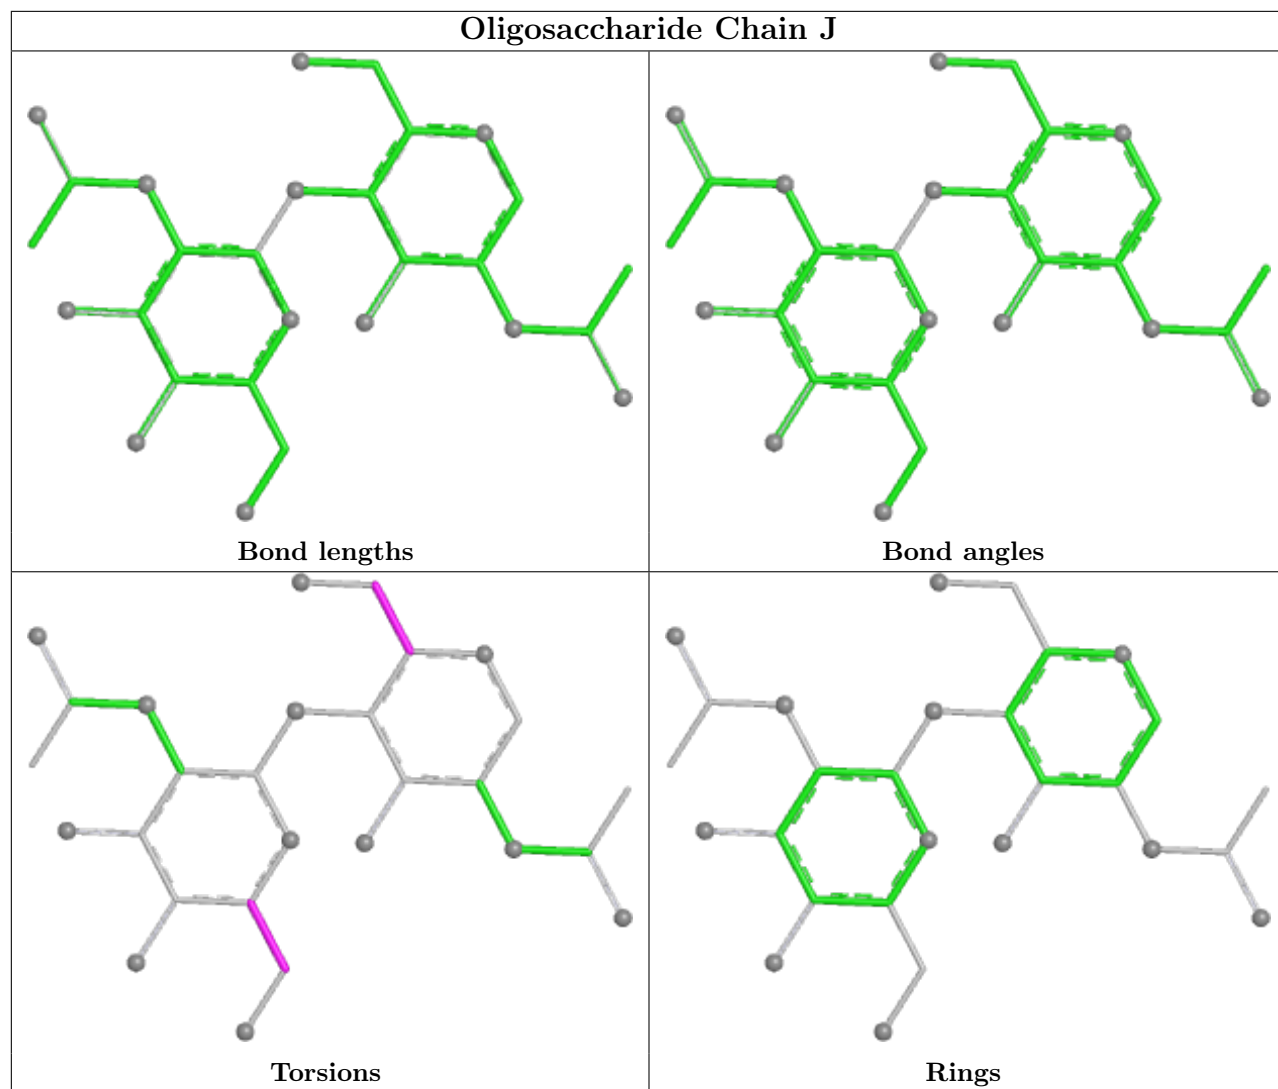 Oligosaccharide Chain J
Bond lengths
Bond angles
Torsions
Rings